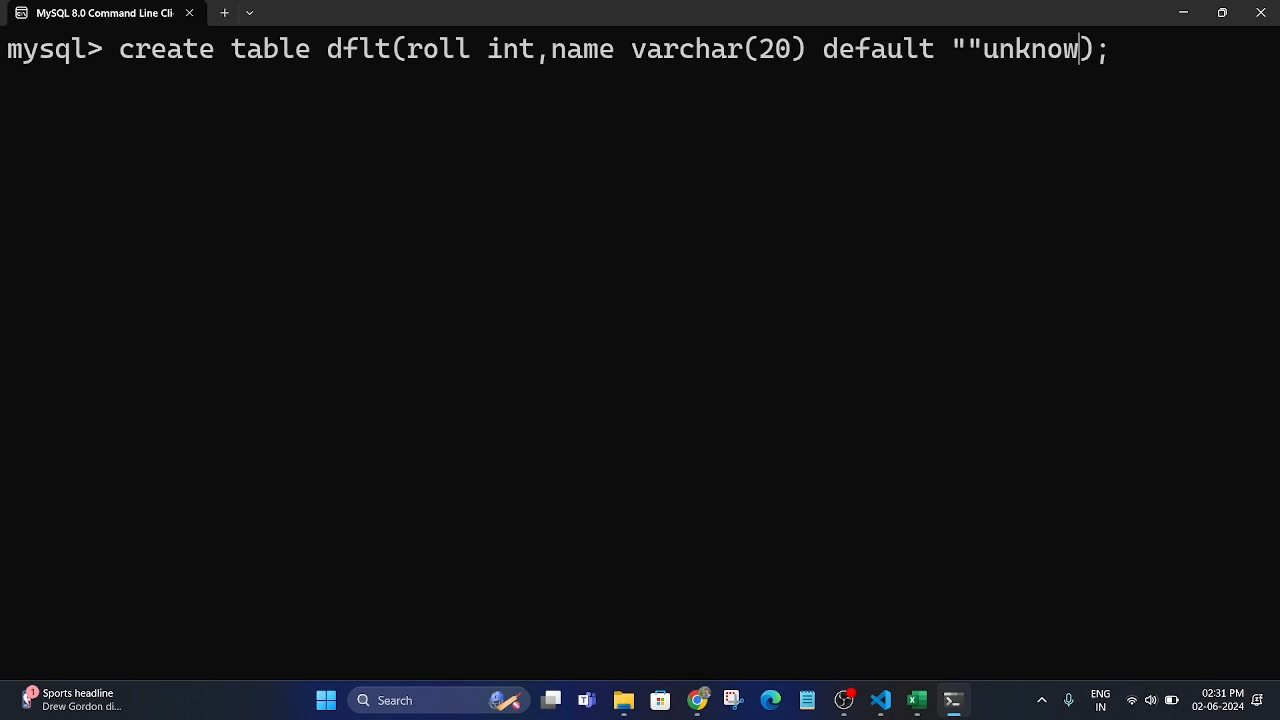 MySQL 8.0 Command Line Cli
mysql> create table dflt(roll int,name varchar(20) default ""unknow);
1
Sports headline
Drew Gordon di...
Search
ENG
IN
02:31 PM
02-06-2024